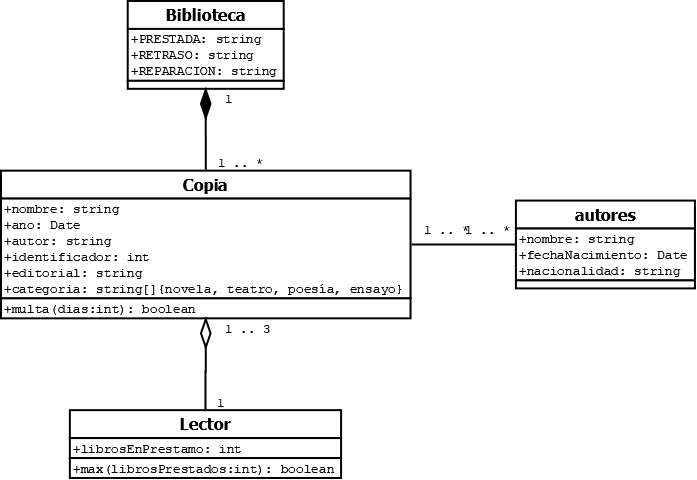 Biblioteca
+PRESTADA: string
+RETRASO: string
+REPARACION: string
1
1 .. *
Copia
+nombre: string
+ano: Date
+autor: string
+identificador: int
+editorial: string
+categoria: string[]{novela, teatro, poesía, ensayo}
+multa(dias:int): boolean
1 .. *
1 .. *
autores
+nombre: string
+fechaNacimiento: Date
+nacionalidad: string
1 .. 3
1
Lector
+librosEnPrestamo: int
+max(librosPrestados:int): boolean